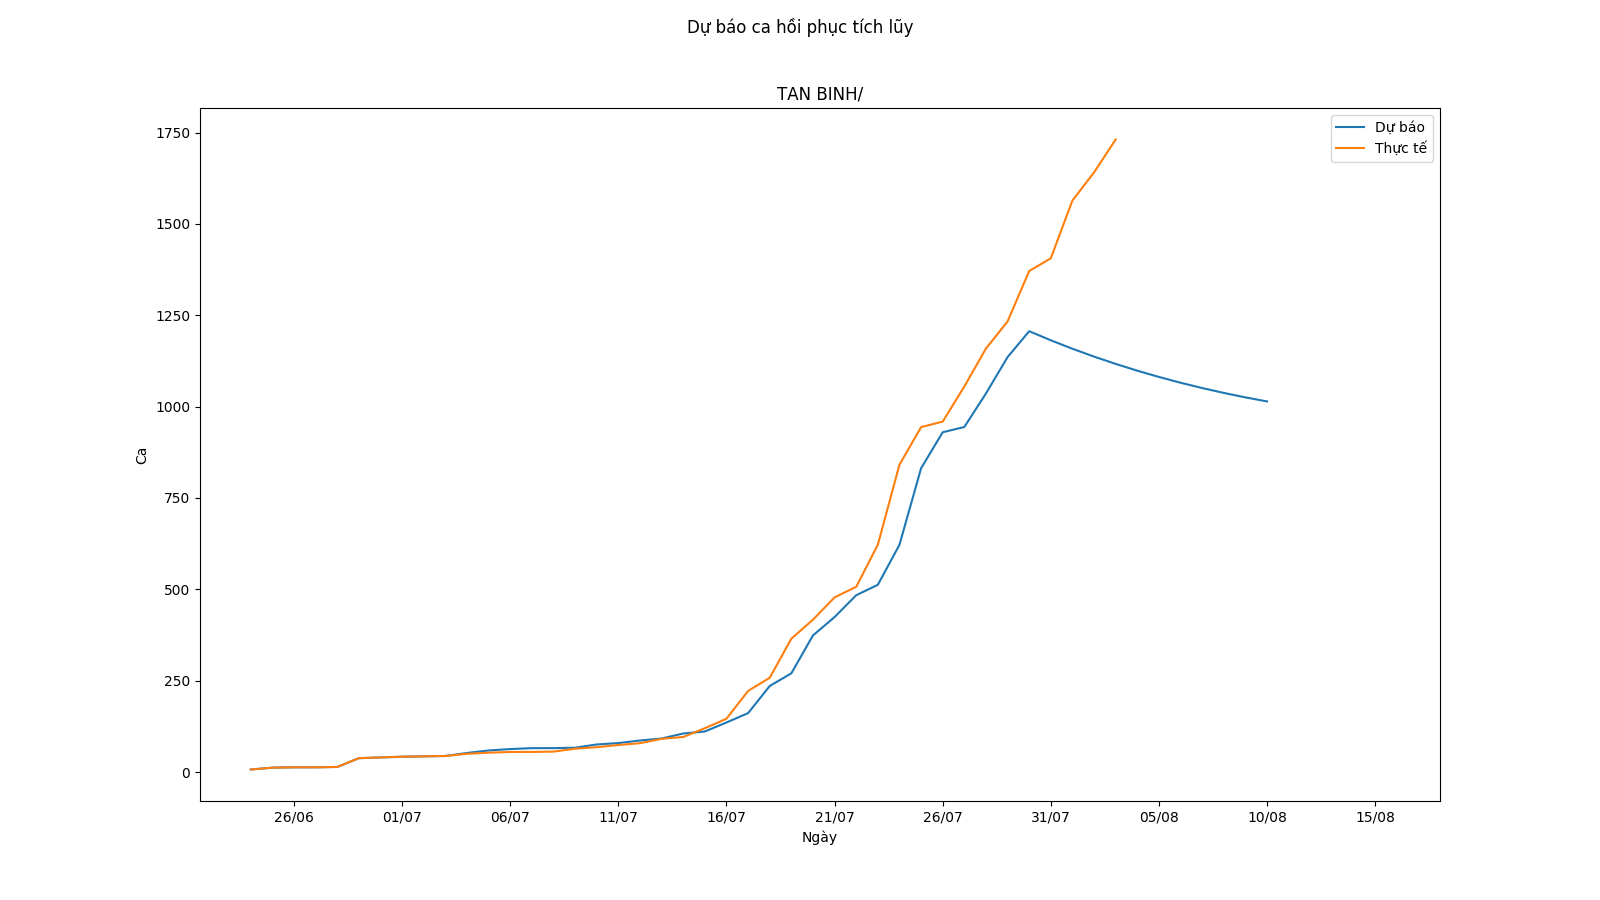 Dự báo ca hồi phục tích lũy
TAN BINH/
Dự báo
Thực tế
1750
1500
1250
1000
750
500
250
0
Ca
26/06 01/07 06/07 11/07 16/07 21/07 26/07 31/07 05/08 10/08 15/08
Ngày